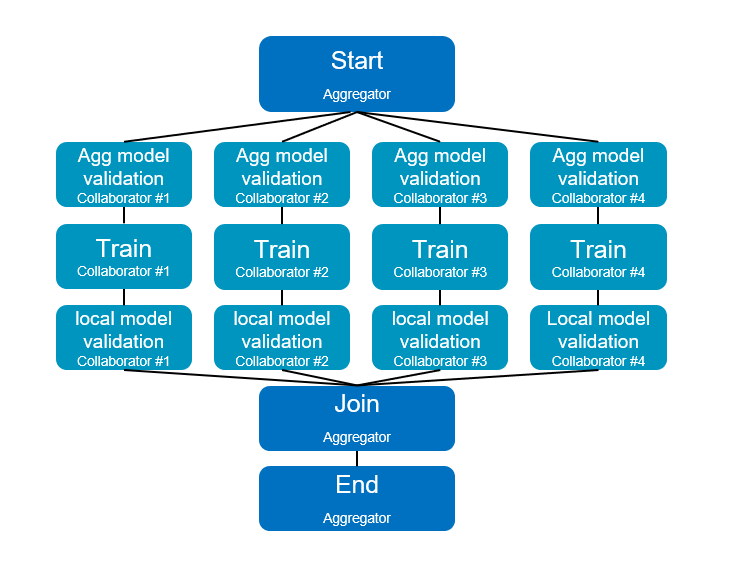 Start
Aggregator
Agg model
validation
Collaborator #1
Agg model
validation
Collaborator #2
Agg model
validation
Collaborator #3
Agg model
validation
Collaborator #4
Train
Collaborator #1
Train
Collaborator #2
Train
Collaborator #3
Train
Collaborator #4
local model
validation
Collaborator #1
local model
validation
Collaborator #2
local model
validation
Collaborator #3
Local model
validation
Collaborator #4
Join
Aggregator
End
Aggregator